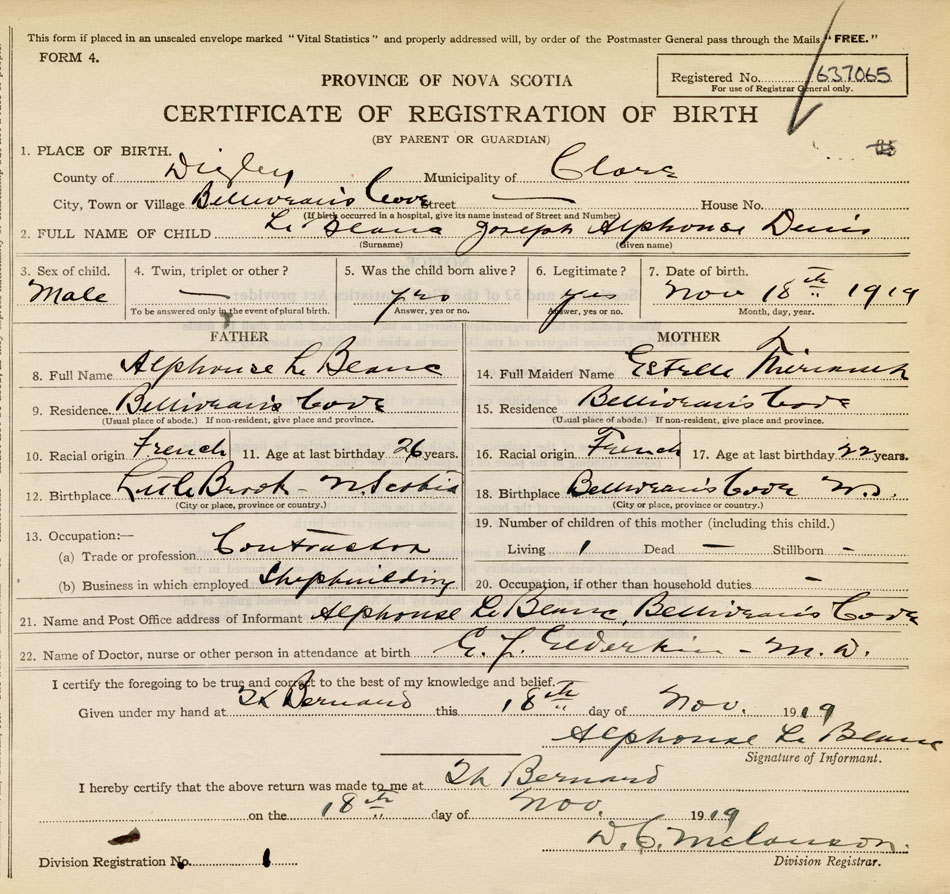 This form if placed in an unsealed envelope marked "Vital Statistics" and properly addressed will, by order of the Postmaster General pass through the Mails "FREE."
FORM 4.
Registered No. 637065
For use of Registrar General only.
PROVINCE OF NOVA SCOTIA
CERTIFICATE OF REGISTRATION OF BIRTH
(BY PARENT OR GUARDIAN)
1. PLACE OF BIRTH.
County of Digby Municipality of Clare
City, Town or Village Belliveau's Cove Street — House No.
(If birth occurred in a hospital, give its name instead of Street and Number)
2. FULL NAME OF CHILD Le Blanc Joseph Alphonse Denis
(Surname) (Given name)
3. Sex of child. 4. Twin, triplet or other? 5. Was the child born alive? 6. Legitimate? 7. Date of birth.
Male — yes yes Nov 18th 1919
To be answered only in the event of plural birth. Answer, yes or no. Answer, yes or no. Month, day, year.
FATHER
8. Full Name Alphonse Le Blanc
9. Residence. Belliveau's Cove
(Usual place of abode.) If non-resident, give place and province.
10. Racial origin French 11. Age at last birthday 26 years.
12. Birthplace Little Brook - N. Scotia
(City or place, province or country.)
13. Occupation:—
(a) Trade or profession Contractor
(b) Business in which employed Shipbuilding
MOTHER
14. Full Maiden Name Estelle
15. Residence Belliveau's Cove
(Usual place of abode.) If non-resident, give place and province.
16. Racial origin French 17. Age at last birthday 22 years.
18. Birthplace Belliveau's Cove N.S.
(City or place, province or country.)
19. Number of children of this mother (including this child.)
Living 1 Dead — Stillborn -
20. Occupation, if other than household duties. -
21. Name and Post Office address of Informant Alphonse Le Blanc, Belliveau's Cove
22. Name of Doctor, nurse or other person in attendance at birth E. J. Elderkin - M.D.
I certify the foregoing to be true and correct to the best of my knowledge and belief.
Given under my hand at St Bernard this 18th day of Nov. 1919
Alphonse Le Blanc
Signature of Informant.
I hereby certify that the above return was made to me at St Bernard
on the 18th day of Nov. 1919
Division Registrar.
Division Registration No. 1